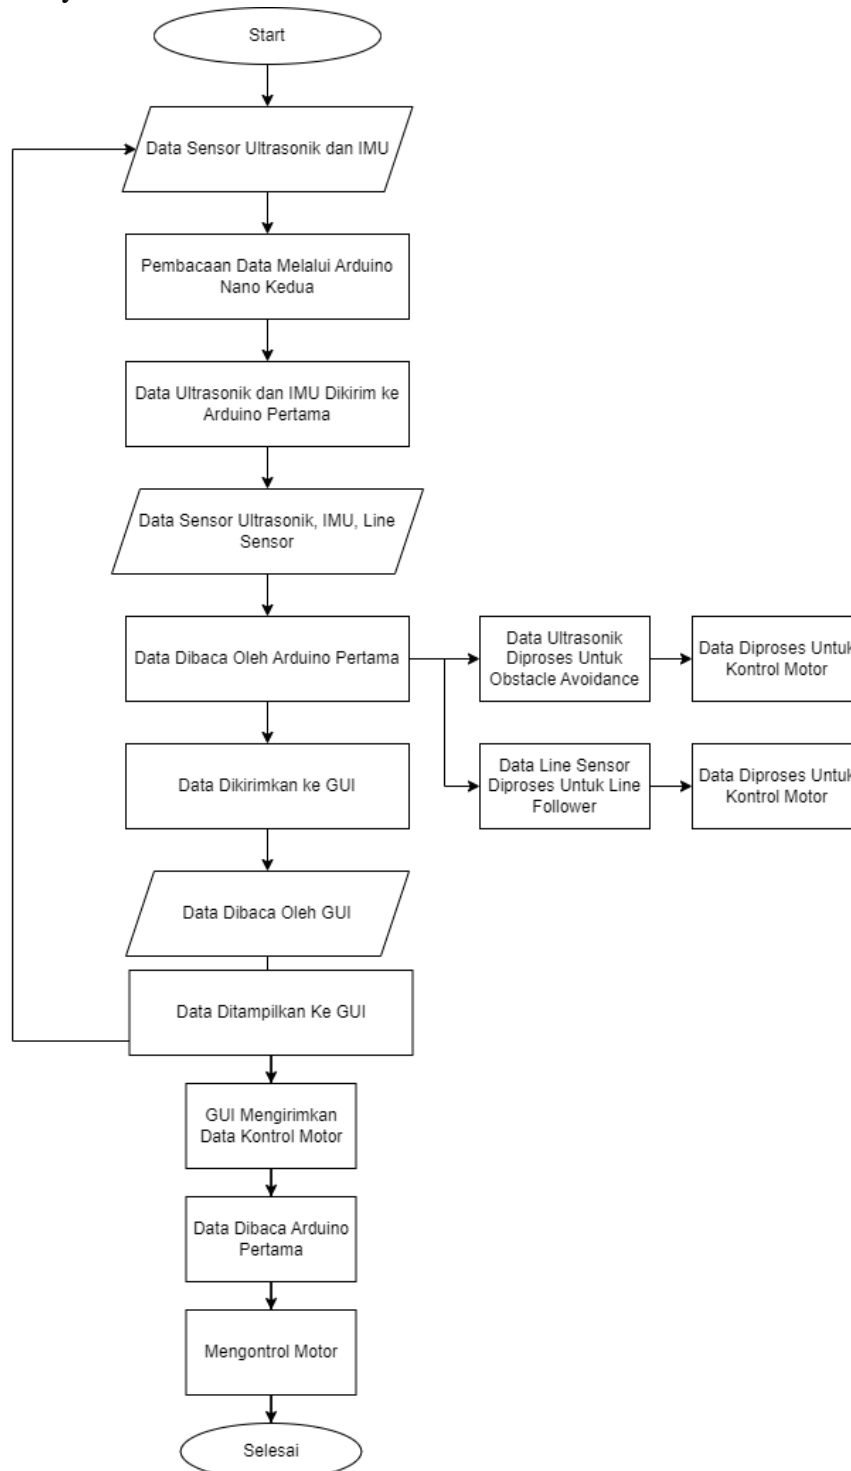 Start
Data Sensor Ultrasonik dan IMU
Pembacaan Data Melalui Arduino
Nano Kedua
Data Ultrasonik dan IMU Dikirim ke
Arduino Pertama
Data Sensor Ultrasonik, IMU, Line
Sensor
Data Dibaca Oleh Arduino Pertama
Data Ultrasonik
Diproses Untuk
Obstacle Avoidance
Data Diproses Untuk
Kontrol Motor
Data Dikirimkan ke GUI
Data Line Sensor
Diproses Untuk Line
Follower
Data Diproses Untuk
Kontrol Motor
Data Dibaca Oleh GUI
Data Ditampilkan Ke GUI
GUI Mengirimkan
Data Kontrol Motor
Data Dibaca Arduino
Pertama
Mengontrol Motor
Selesai